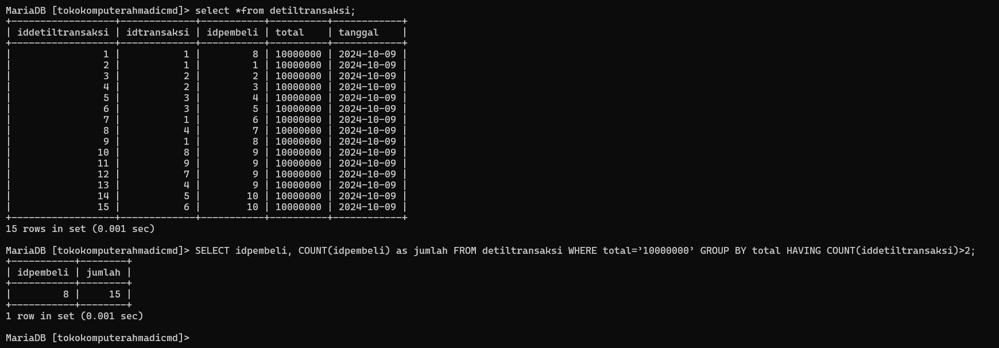 MariaDB [tokokomputerahmadicmd]> select *from detiltransaksi;
+------------------+-------------+-----------+----------+------------+
| iddetiltransaksi | idtransaksi | idpembeli | total    | tanggal    |
+------------------+-------------+-----------+----------+------------+
|                1 |           1 |         8 | 10000000 | 2024-10-09 |
|                2 |           1 |         1 | 10000000 | 2024-10-09 |
|                3 |           2 |         2 | 10000000 | 2024-10-09 |
|                4 |           2 |         3 | 10000000 | 2024-10-09 |
|                5 |           3 |         4 | 10000000 | 2024-10-09 |
|                6 |           3 |         5 | 10000000 | 2024-10-09 |
|                7 |           1 |         6 | 10000000 | 2024-10-09 |
|                8 |           4 |         7 | 10000000 | 2024-10-09 |
|                9 |           1 |         8 | 10000000 | 2024-10-09 |
|               10 |           8 |         9 | 10000000 | 2024-10-09 |
|               11 |           9 |         9 | 10000000 | 2024-10-09 |
|               12 |           7 |         9 | 10000000 | 2024-10-09 |
|               13 |           4 |         9 | 10000000 | 2024-10-09 |
|               14 |           5 |        10 | 10000000 | 2024-10-09 |
|               15 |           6 |        10 | 10000000 | 2024-10-09 |
+------------------+-------------+-----------+----------+------------+
15 rows in set (0.001 sec)
MariaDB [tokokomputerahmadicmd]> SELECT idpembeli, COUNT(idpembeli) as jumlah FROM detiltransaksi WHERE total=’10000000’ GROUP BY total HAVING COUNT(iddetiltransaksi)>2;
+-----------+--------+
| idpembeli | jumlah |
+-----------+--------+
|         8 |     15 |
+-----------+--------+
1 row in set (0.001 sec)
MariaDB [tokokomputerahmadicmd]>